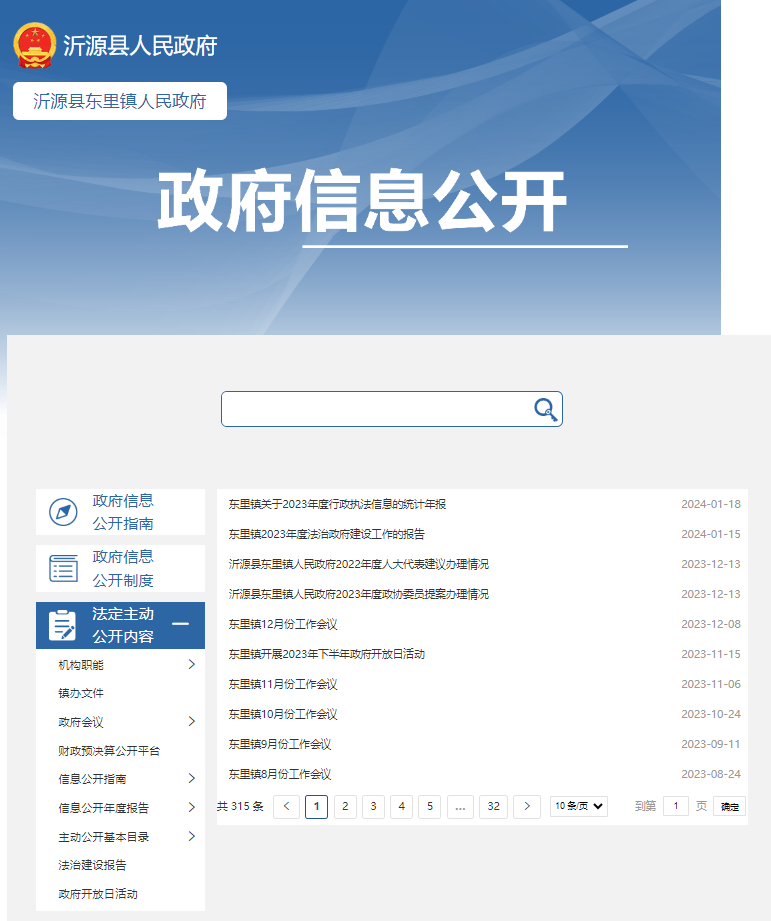 沂源县人民政府
沂源县东里镇人民政府
政府信息公开
政府信息
公开指南
政府信息
公开制度
法定主动
公开内容
机构职能
镇办文件
政府会议
财政预决算公开平台
信息公开指南
信息公开年度报告
主动公开基本目录
法治建设报告
政府开放日活动
东里镇关于2023年度行政执法信息的统计年报 2024-01-18
东里镇2023年度法治政府建设工作的报告 2024-01-15
沂源县东里镇人民政府2022年度人大代表建议办理情况 2023-12-13
沂源县东里镇人民政府2023年度政协委员提案办理情况 2023-12-13
东里镇12月份工作会议 2023-12-08
东里镇开展2023年下半年政府开放日活动 2023-11-15
东里镇11月份工作会议 2023-11-06
东里镇10月份工作会议 2023-10-24
东里镇9月份工作会议 2023-09-11
东里镇8月份工作会议 2023-08-24
共 315 条 < 1 2 3 4 5 ... 32 > 10 条/页 到第 1 页 确定